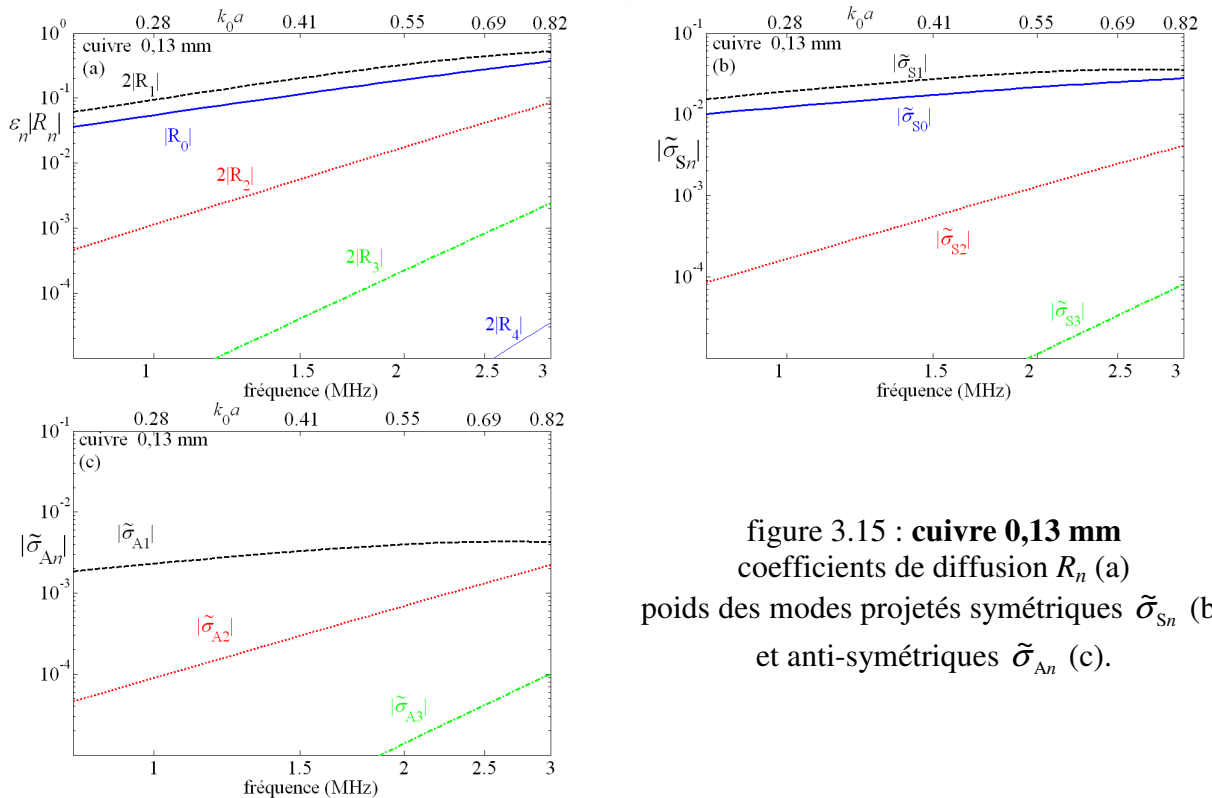 0.28 k₀a 0.41 0.55 0.69 0.82
10⁰
cuivre 0,13 mm
(a)
2|R₁|
10⁻¹
εₙ|Rₙ|
|R₀|
10⁻²
2|R₂|
10⁻³
2|R₃|
10⁻⁴
2|R₄|
1 1.5 2 2.5 3
fréquence (MHz)
0.28 k₀a 0.41 0.55 0.69 0.82
10⁻¹
cuivre 0,13 mm
(b)
|σ̃S1|
10⁻²
|σ̃S0|
|σ̃Sn|
10⁻³
|σ̃S2|
10⁻⁴
|σ̃S3|
1 1.5 2 2.5 3
fréquence (MHz)
0.28 k₀a 0.41 0.55 0.69 0.82
10⁻¹
cuivre 0,13 mm
(c)
10⁻²
|σ̃An|
|σ̃A1|
10⁻³
|σ̃A2|
10⁻⁴
|σ̃A3|
1 1.5 2 2.5 3
fréquence (MHz)
figure 3.15 : cuivre 0,13 mm
coefficients de diffusion Rₙ (a)
poids des modes projetés symétriques σ̃Sn (b
et anti-symétriques σ̃An (c).